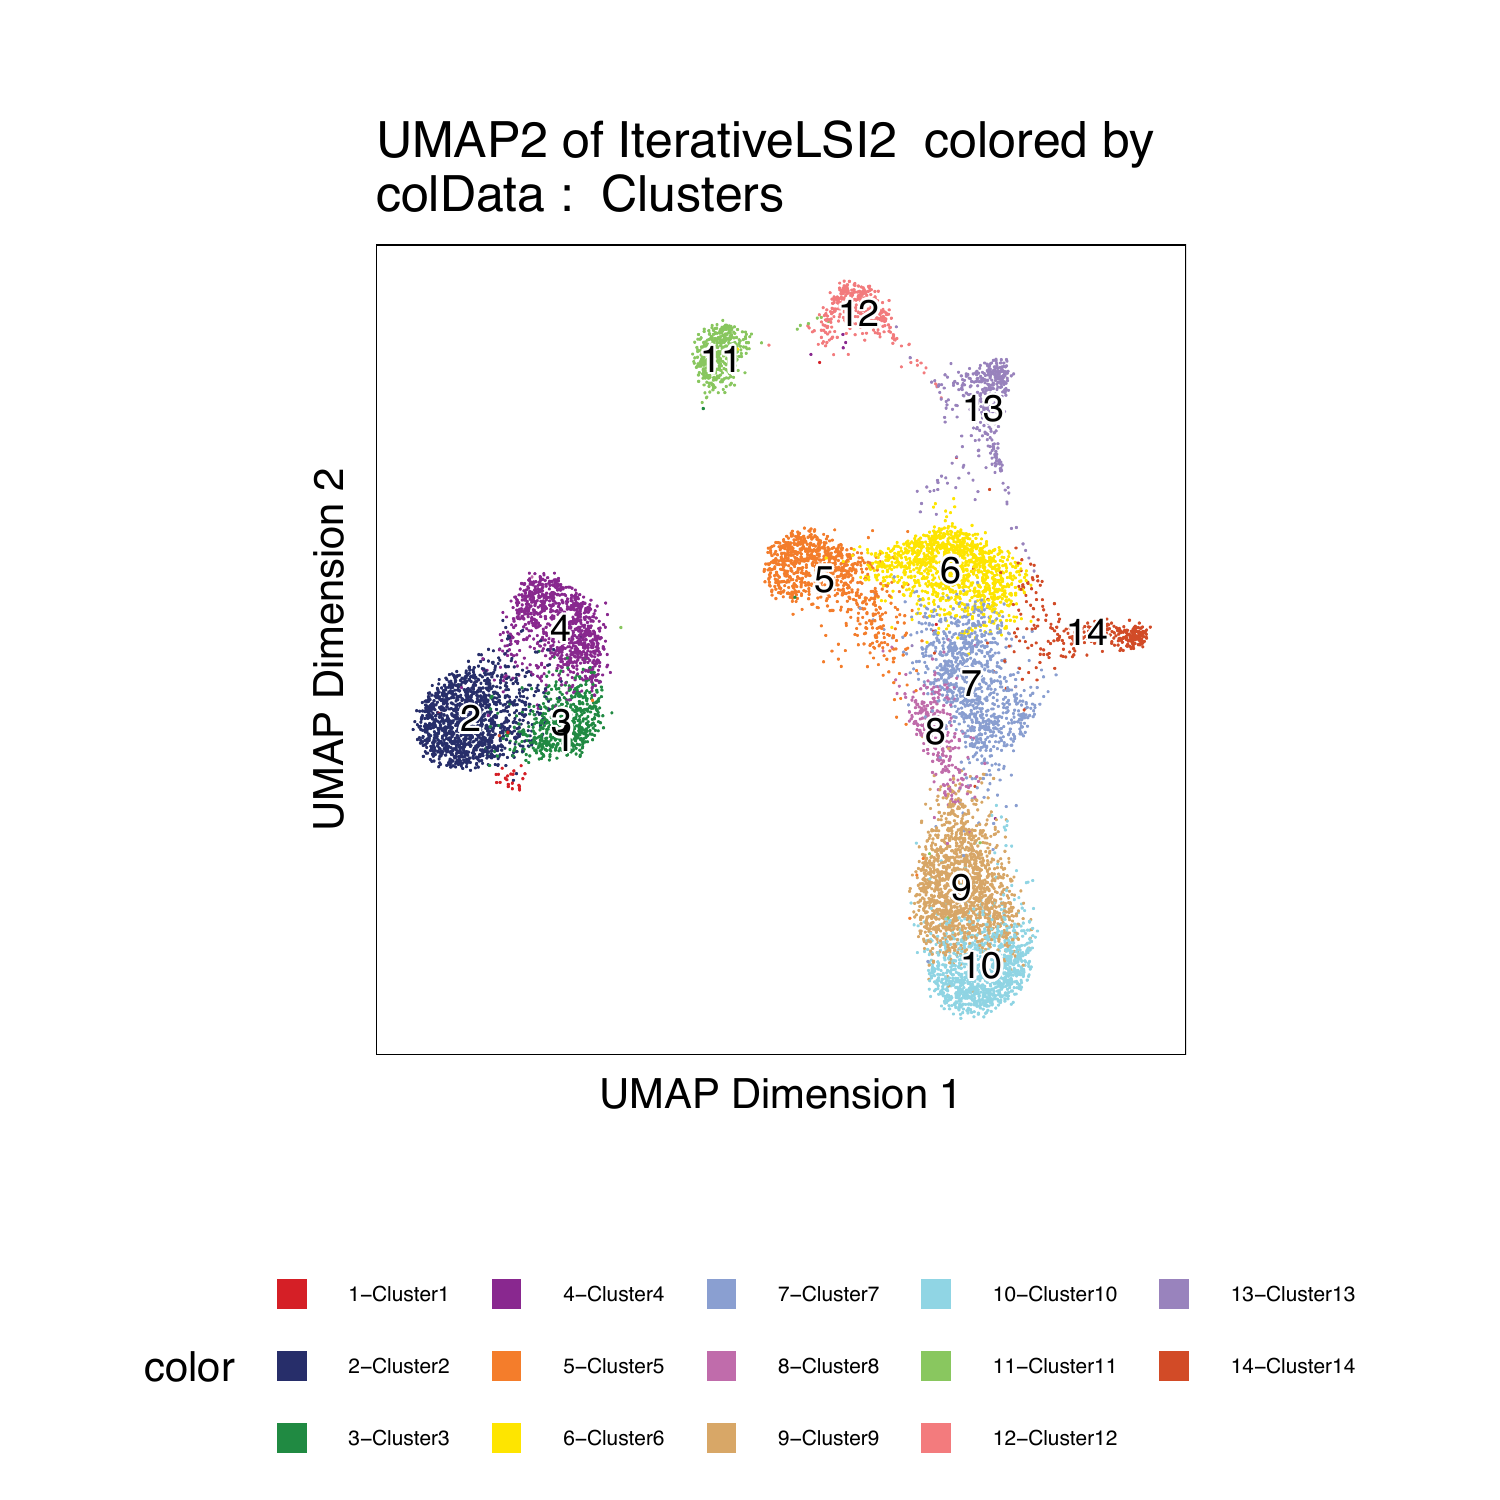 UMAP2 of IterativeLSI2  colored by
colData :  Clusters
UMAP Dimension 2
12
11
13
5
6
4
14
7
2
3
1
8
9
10
UMAP Dimension 1
color
1−Cluster1
4−Cluster4
7−Cluster7
10−Cluster10
13−Cluster13
2−Cluster2
5−Cluster5
8−Cluster8
11−Cluster11
14−Cluster14
3−Cluster3
6−Cluster6
9−Cluster9
12−Cluster12